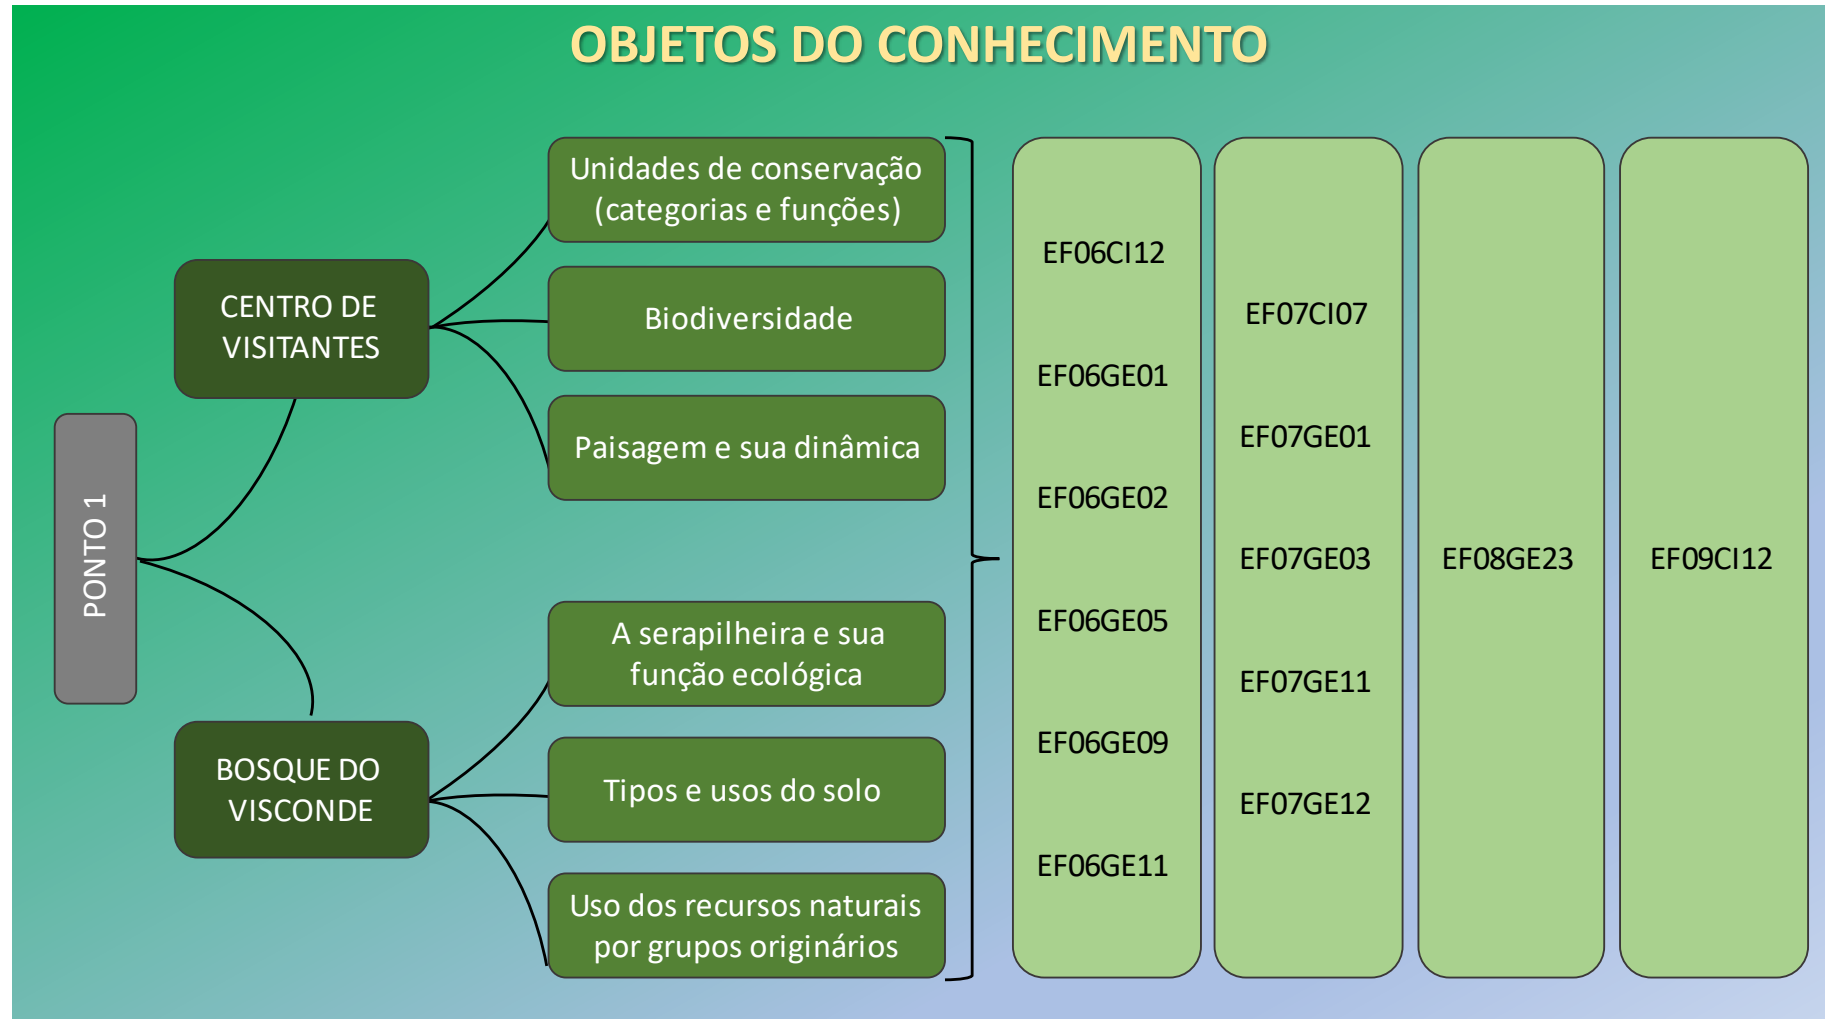 OBJETOS DO CONHECIMENTO
PONTO 1
CENTRO DE
VISITANTES
Unidades de conservação
(categorias e funções)
Biodiversidade
Paisagem e sua dinâmica
BOSQUE DO
VISCONDE
A serapilheira e sua
função ecológica
Tipos e usos do solo
Uso dos recursos naturais
por grupos originários
EF06CI12
EF06GE01
EF06GE02
EF06GE05
EF06GE09
EF06GE11
EF07CI07
EF07GE01
EF07GE03
EF07GE11
EF07GE12
EF08GE23
EF09CI12